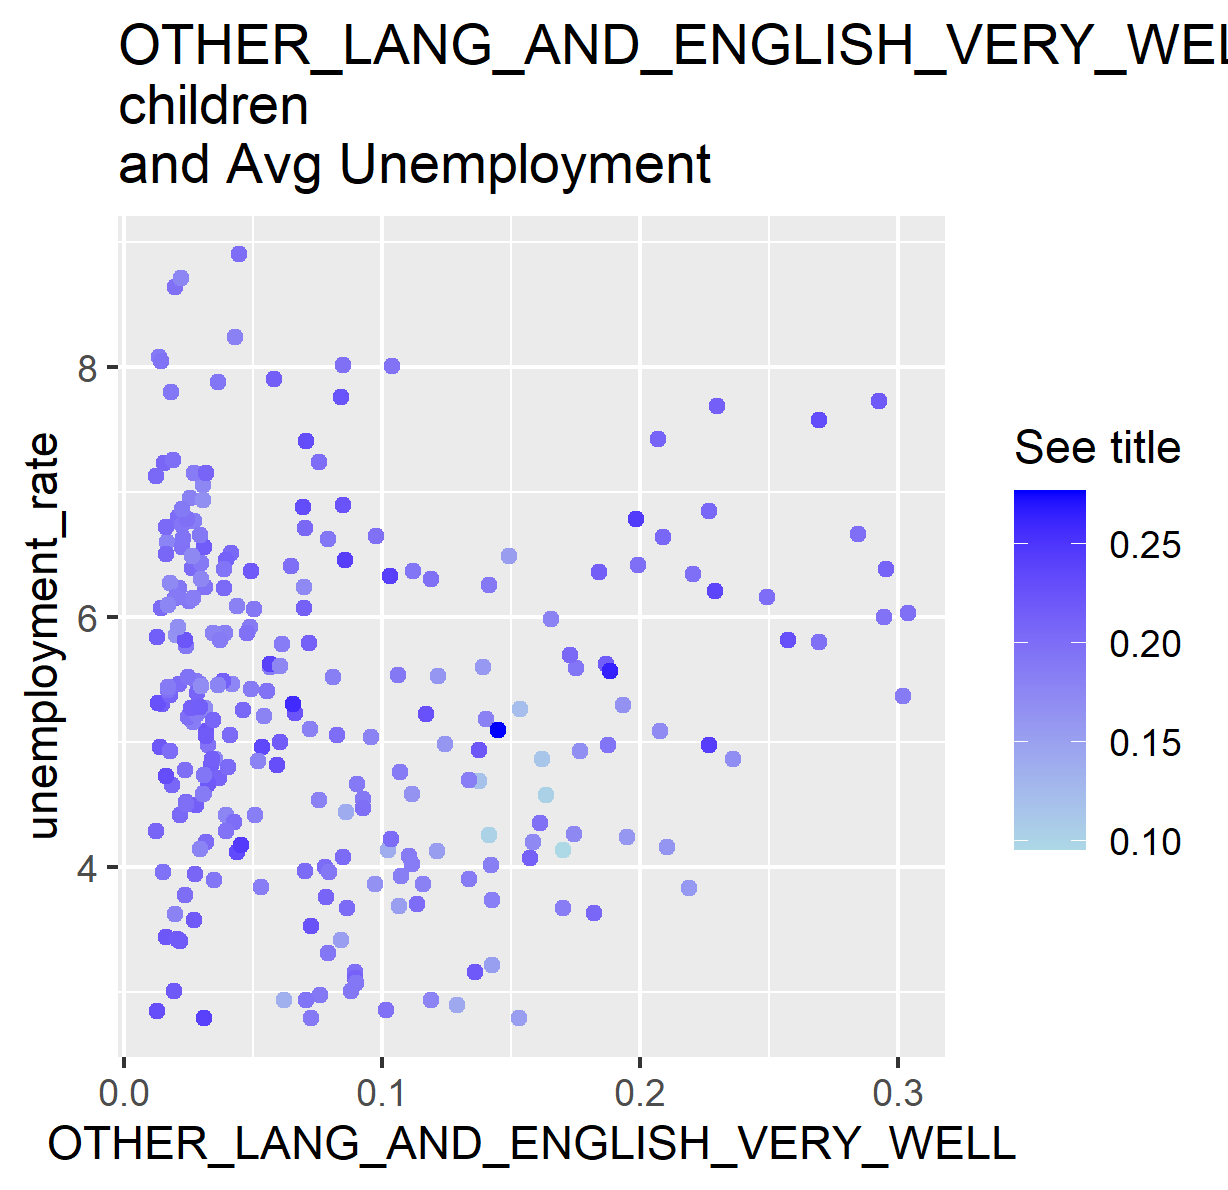 OTHER_LANG_AND_ENGLISH_VERY_WEL
children
and Avg Unemployment
unemployment_rate
8
6
4
0.0 0.1 0.2 0.3
OTHER_LANG_AND_ENGLISH_VERY_WELL
See title
0.25
0.20
0.15
0.10